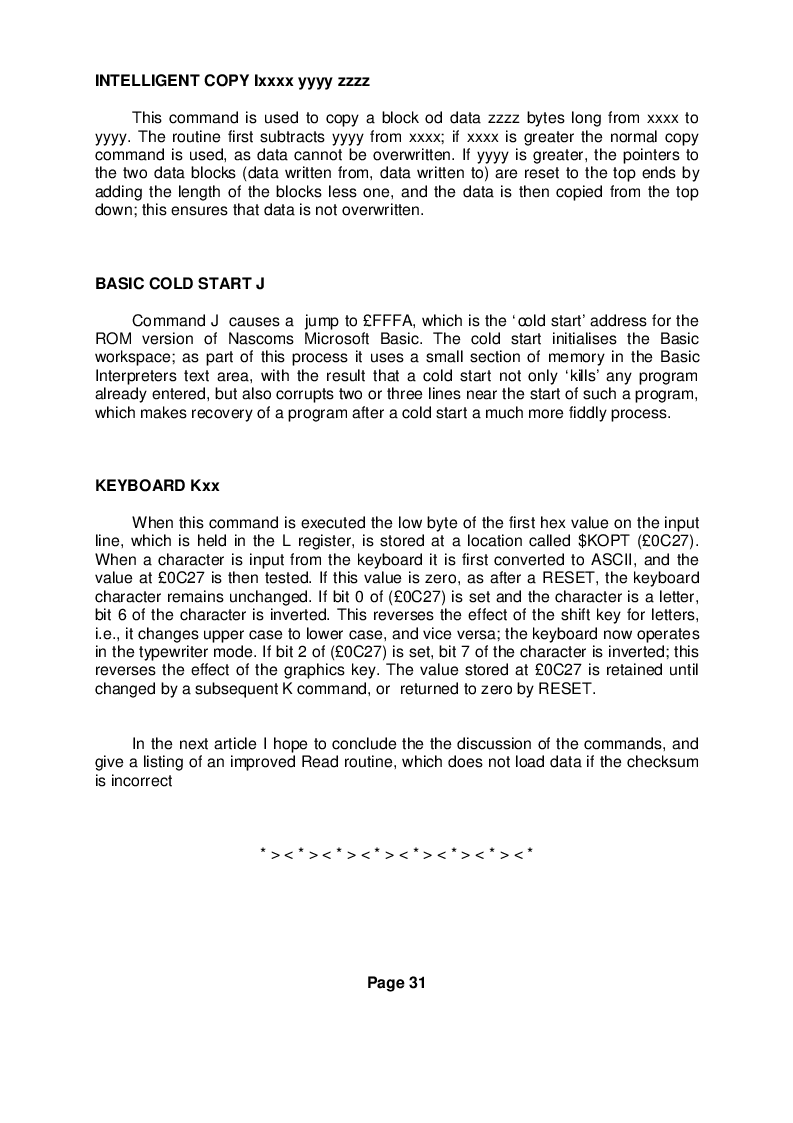 INTELLIGENT COPY Ixxxx yyyy zzzz
This command is used to copy a block od data zzzz bytes long from xxxx to
yyyy. The routine first subtracts yyyy from xxxx; if xxxx is greater the normal copy
command is used, as data cannot be overwritten. If yyyy is greater, the pointers to
the two data blocks (data written from, data written to) are reset to the top ends by
adding the length of the blocks less one, and the data is then copied from the top
down; this ensures that data is not overwritten.
BASIC COLD START J
Command J causes a jump to £FFFA, which is the ‘cold start’ address for the
ROM version of Nascoms Microsoft Basic. The cold start initialises the Basic
workspace; as part of this process it uses a small section of memory in the Basic
Interpreters text area, with the result that a cold start not only ‘kills’ any program
already entered, but also corrupts two or three lines near the start of such a program,
which makes recovery of a program after a cold start a much more fiddly process.
KEYBOARD Kxx
When this command is executed the low byte of the first hex value on the input
line, which is held in the L register, is stored at a location called $KOPT (£0C27).
When a character is input from the keyboard it is first converted to ASCII, and the
value at £0C27 is then tested. If this value is zero, as after a RESET, the keyboard
character remains unchanged. If bit 0 of (£0C27) is set and the character is a letter,
bit 6 of the character is inverted. This reverses the effect of the shift key for letters,
i.e., it changes upper case to lower case, and vice versa; the keyboard now operates
in the typewriter mode. If bit 2 of (£0C27) is set, bit 7 of the character is inverted; this
reverses the effect of the graphics key. The value stored at £0C27 is retained until
changed by a subsequent K command, or returned to zero by RESET.
In the next article I hope to conclude the the discussion of the commands, and
give a listing of an improved Read routine, which does not load data if the checksum
is incorrect
* > < * > < * > < * > < * > < * > < * > < *
Page 31